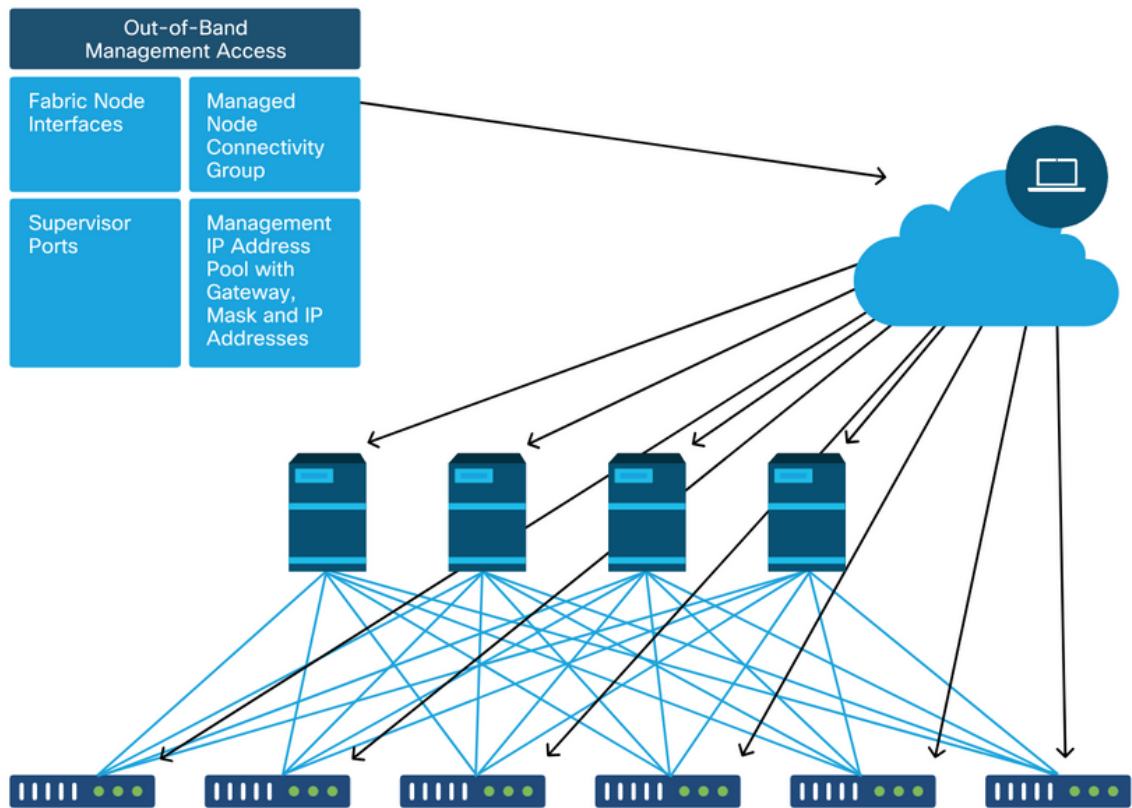 Out-of-Band
Management Access
Fabric Node
Interfaces
Managed
Node
Connectivity
Group
Supervisor
Ports
Management
IP Address
Pool with
Gateway,
Mask and IP
Addresses